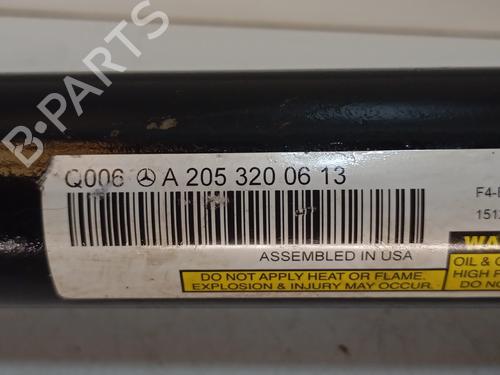 B-PARTS
Q006 A 205 320 06 13
F4-
151
ASSEMBLED IN USA
DO NOT APPLY HEAT OR FLAME.
EXPLOSION & INJURY MAY OCCUR.
WA
OIL &
HIGH
DO NO